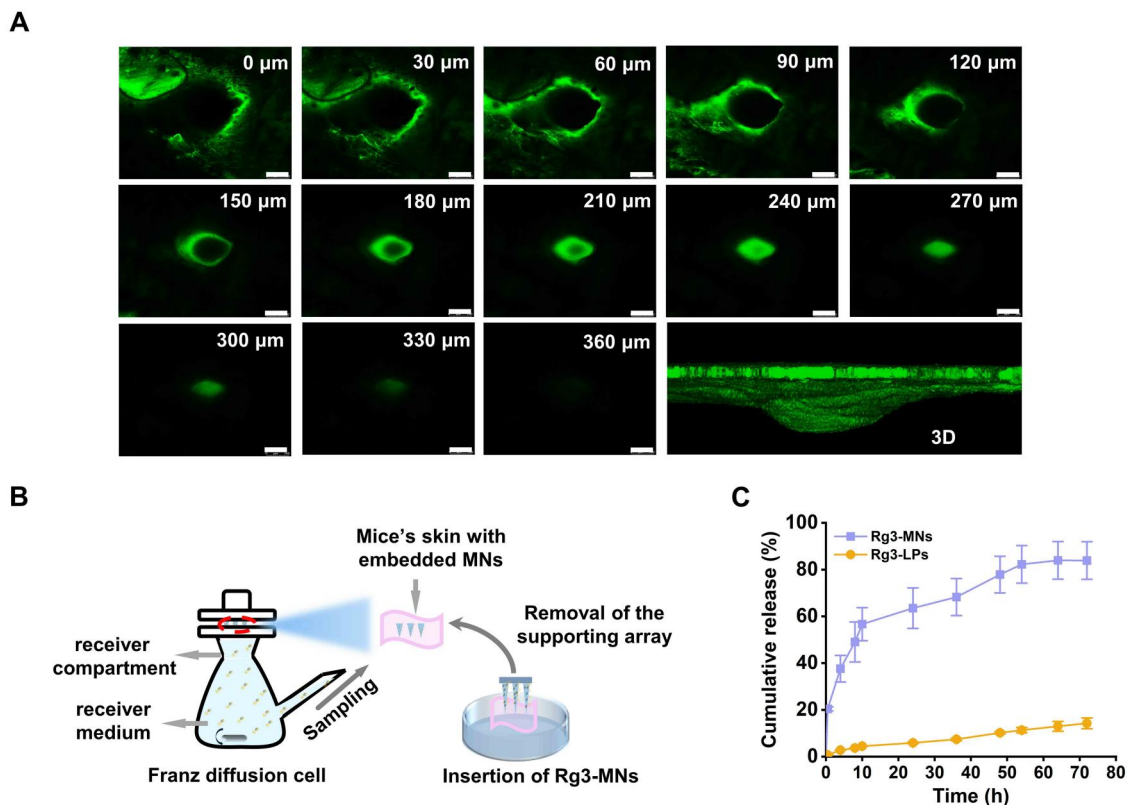 A
0 μm
30 μm
60 μm
90 μm
120 μm
150 μm
180 μm
210 μm
240 μm
270 μm
300 μm
330 μm
360 μm
3D
B
Mice's skin with
embedded MNs
Removal of the
supporting array
receiver
compartment
receiver
medium
Sampling
Franz diffusion cell
Insertion of Rg3-MNs
C
Cumulative release (%)
100
80
60
40
20
0
Rg3-MNs
Rg3-LPs
0 10 20 30 40 50 60 70 80
Time (h)